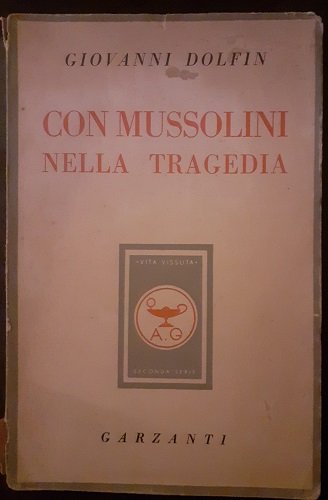 GIOVANNI DOLFIN
CON MUSSOLINI
NELLA TRAGEDIA
"VITA VISSUTA"
A.G
SECONDA SERIE
GARZANTI